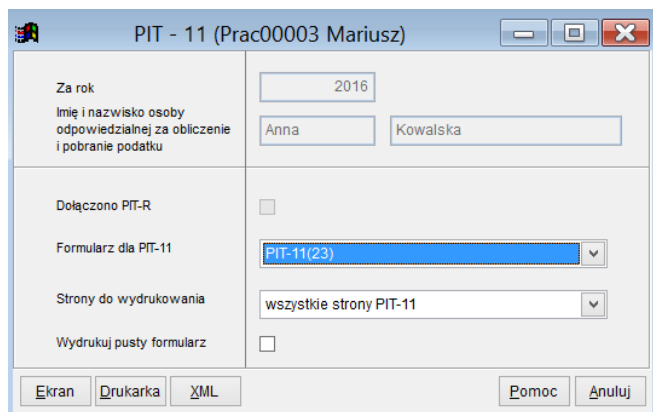 PIT - 11 (Prac00003 Mariusz)
Za rok
2016
Imię i nazwisko osoby
odpowiedzialnej za obliczenie
i pobranie podatku
Anna
Kowalska
Dołączono PIT-R
Formularz dla PIT-11
PIT-11(23)
Strony do wydrukowania
wszystkie strony PIT-11
Wydrukuj pusty formularz
Ekran
Drukarka
XML
Pomoc
Anuluj